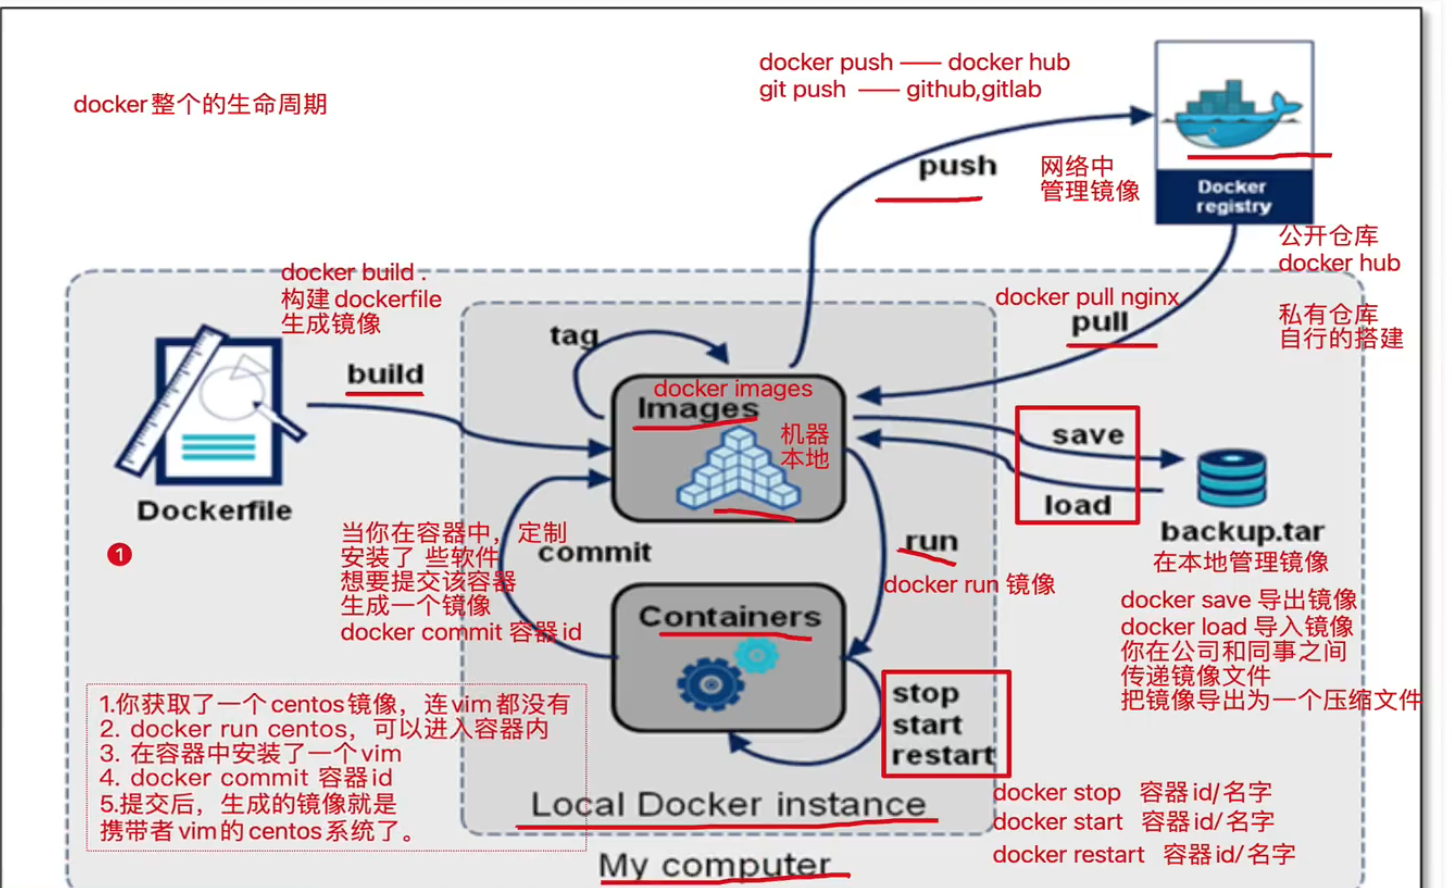 docker整个的生命周期
docker push —— docker hub
git push —— github,gitlab
push
网络中
管理镜像
Docker
registry
公开仓库
docker hub
私有仓库
自行的搭建
docker build .
构建dockerfile
生成镜像
build
Dockerfile
tag
docker pull nginx
pull
docker images
Images
机器
本地
save
load
backup.tar
在本地管理镜像
docker save 导出镜像
docker load 导入镜像
你在公司和同事之间
传递镜像文件
把镜像导出为一个压缩文件
1
当你在容器中，定制
安装了 些软件
想要提交该容器
生成一个镜像
docker commit 容器id
commit
run
docker run 镜像
Containers
stop
start
restart
1.你获取了一个centos镜像，连vim都没有
2. docker run centos，可以进入容器内
3. 在容器中安装了一个vim
4. docker commit 容器id
5.提交后，生成的镜像就是
携带者vim的centos系统了。
Local Docker instance
My computer
docker stop 容器id/名字
docker start 容器id/名字
docker restart 容器id/名字